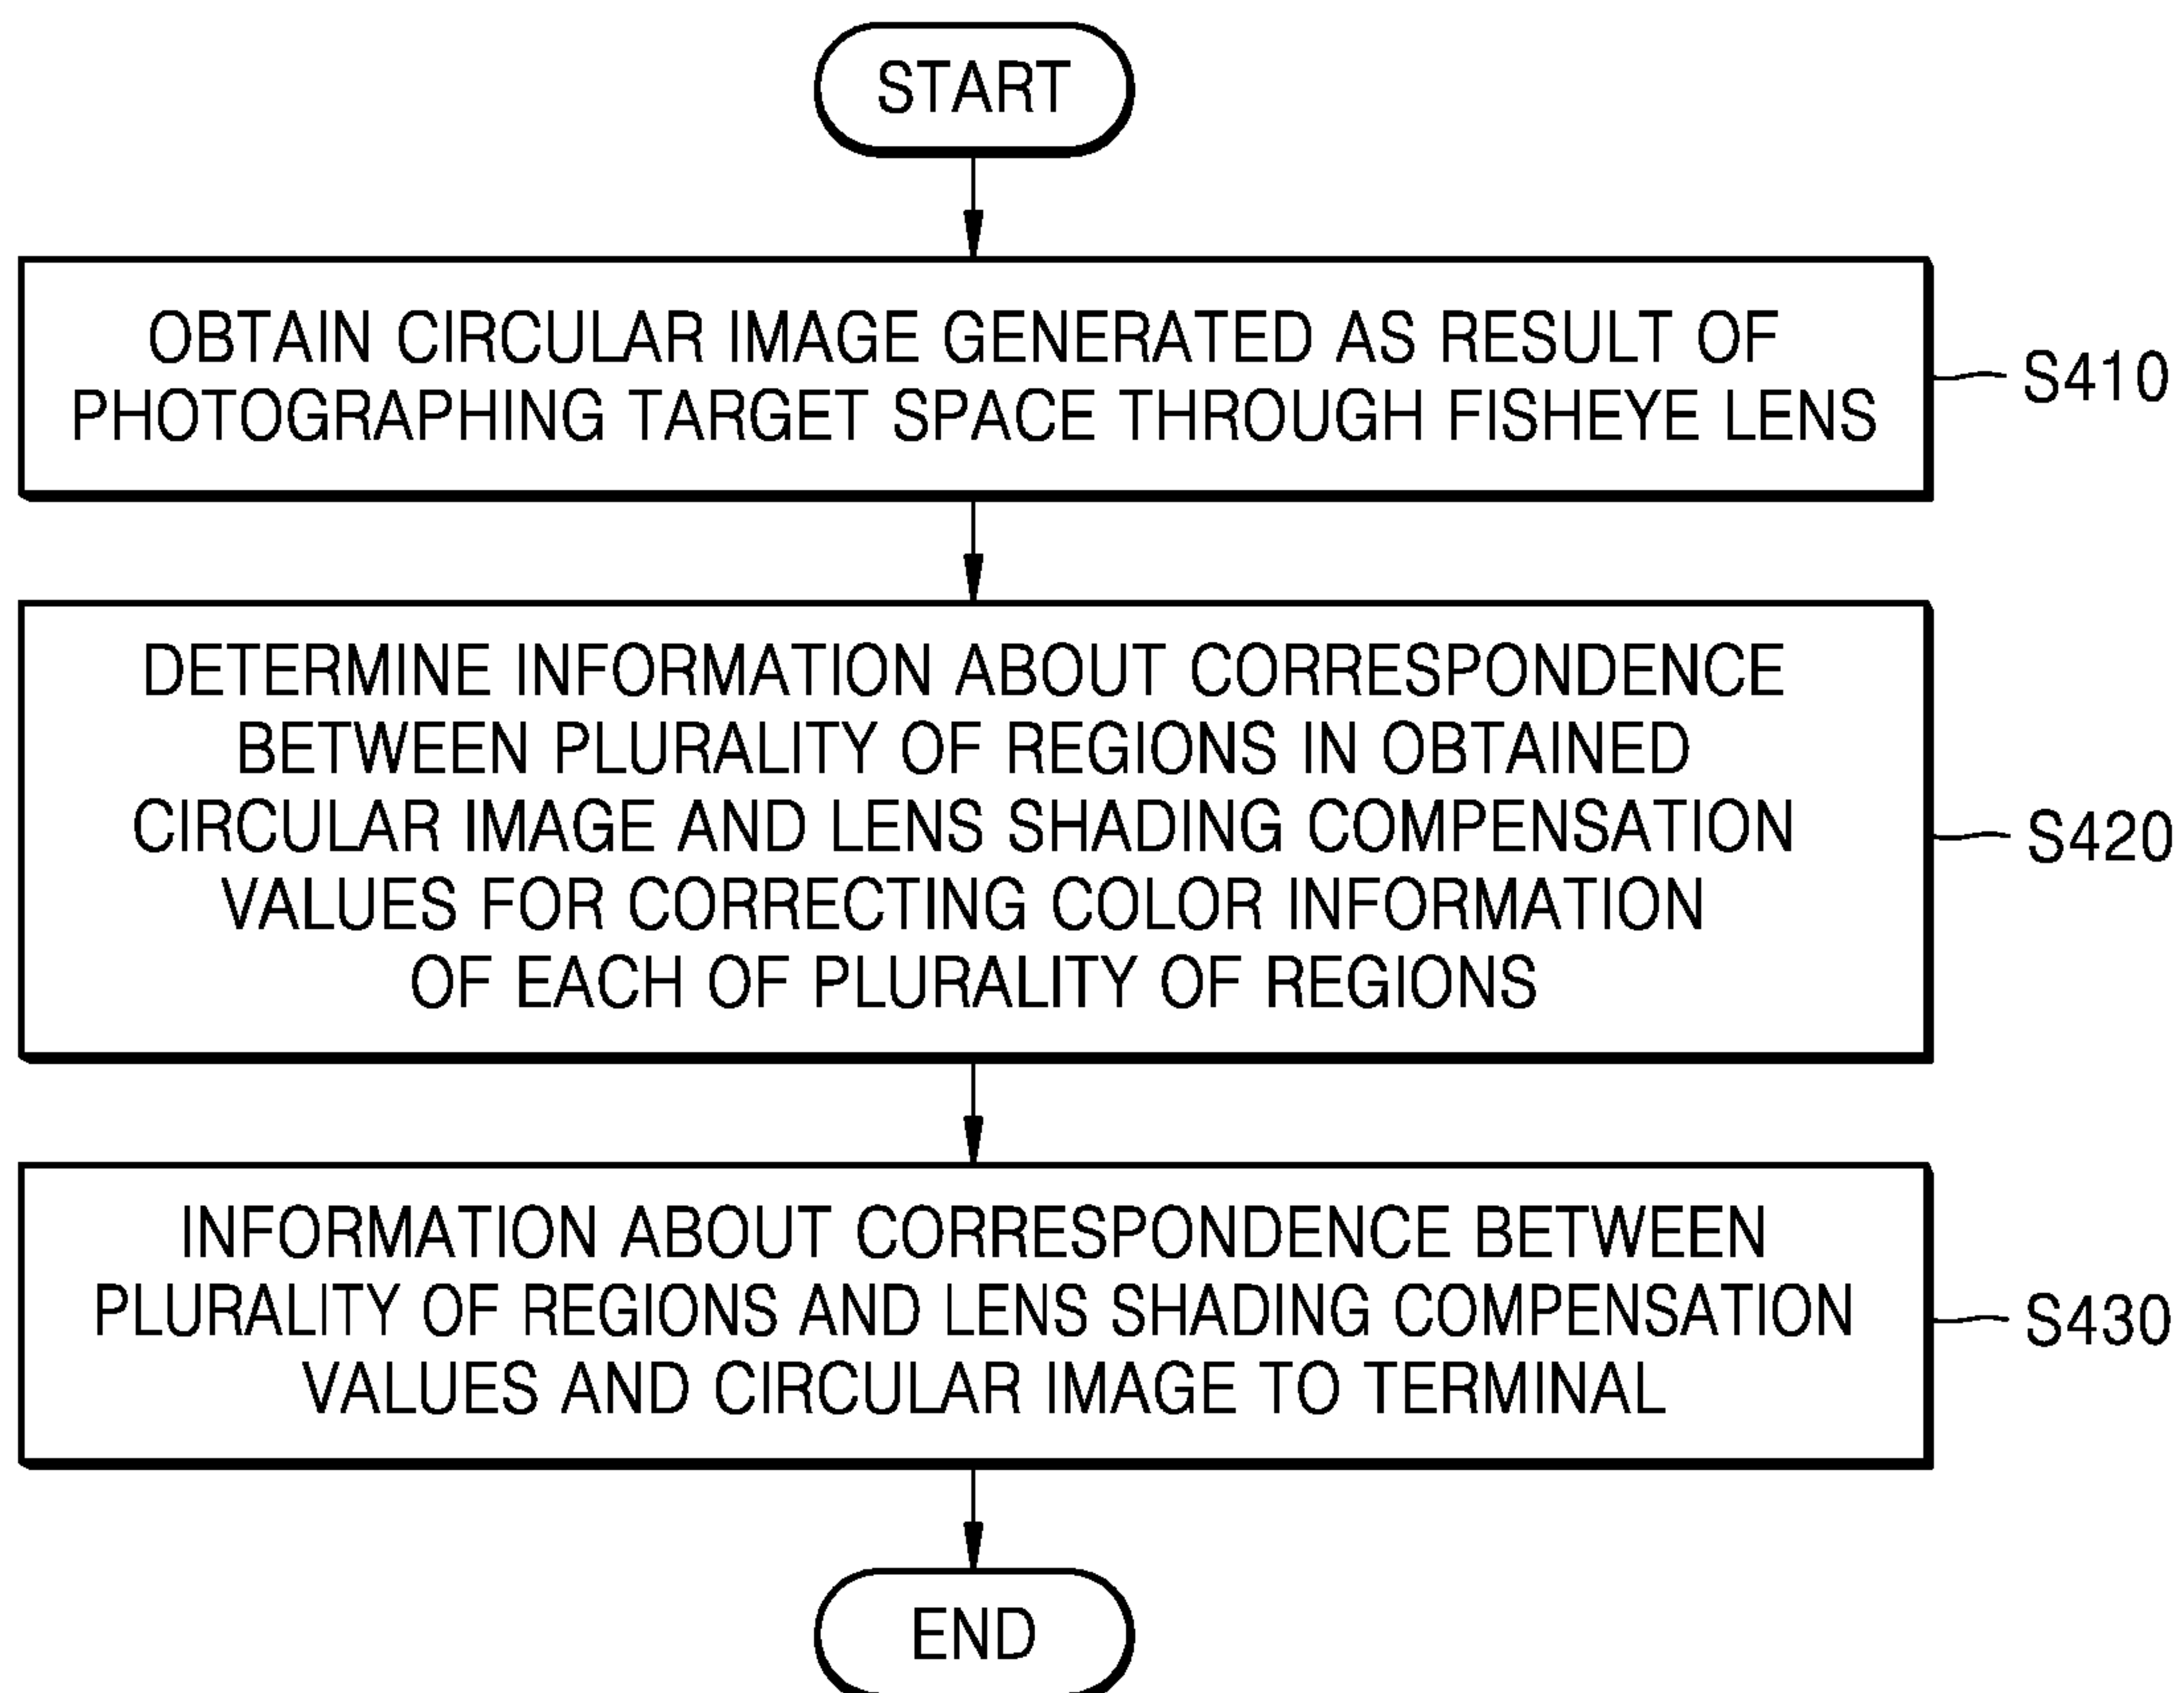 START
OBTAIN CIRCULAR IMAGE GENERATED AS RESULT OF
PHOTOGRAPHING TARGET SPACE THROUGH FISHEYE LENS
S410
DETERMINE INFORMATION ABOUT CORRESPONDENCE
BETWEEN PLURALITY OF REGIONS IN OBTAINED
CIRCULAR IMAGE AND LENS SHADING COMPENSATION
VALUES FOR CORRECTING COLOR INFORMATION
OF EACH OF PLURALITY OF REGIONS
S420
INFORMATION ABOUT CORRESPONDENCE BETWEEN
PLURALITY OF REGIONS AND LENS SHADING COMPENSATION
VALUES AND CIRCULAR IMAGE TO TERMINAL
S430
END